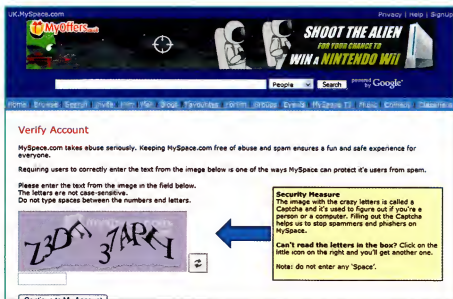 UK.MySpace.com
Privacy | Help | SignUp
MyOffers.co.uk
SHOOT THE ALIEN
FOR YOUR CHANCE TO
WIN A NINTENDO Wii
People Search powered by Google
Home | Browse | Search | Invite | Film | Mail | Blog | Favourites | Forum | Groups | Events | MySpace TV | Music | Comedy | Classifieds
Verify Account
MySpace.com takes abuse seriously. Keeping MySpace.com free of abuse and spam ensures a fun and safe experience for
everyone.
Requiring users to correctly enter the text from the image below is one of the ways MySpace can protect it's users from spam.
Please enter the text from the image in the field below.
The letters are not case-sensitive.
Do not type spaces between the numbers and letters.
Security Measure
The image with the crazy letters is called a
Captcha and it's used to figure out if you're a
person or a computer. Filling out the Captcha
helps us to stop spammers and phishers on
MySpace.
Can't read the letters in the box? Click on the
little icon on the right and you'll get another one.
Note: do not enter any 'Space'.
Continue to My Account